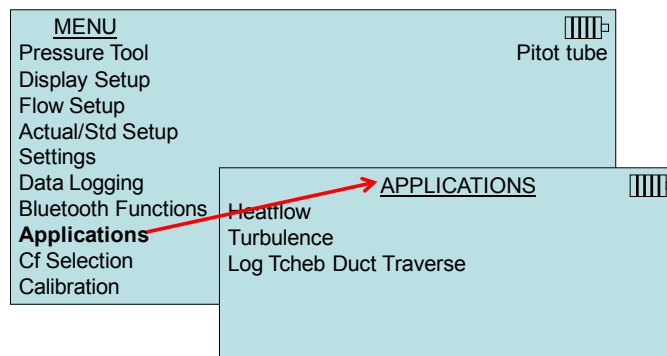 MENU
Pressure Tool
Pitot tube
Display Setup
Flow Setup
Actual/Std Setup
Settings
Data Logging
Bluetooth Functions
Applications
Cf Selection
Calibration
APPLICATIONS
Heatflow
Turbulence
Log Tcheb Duct Traverse